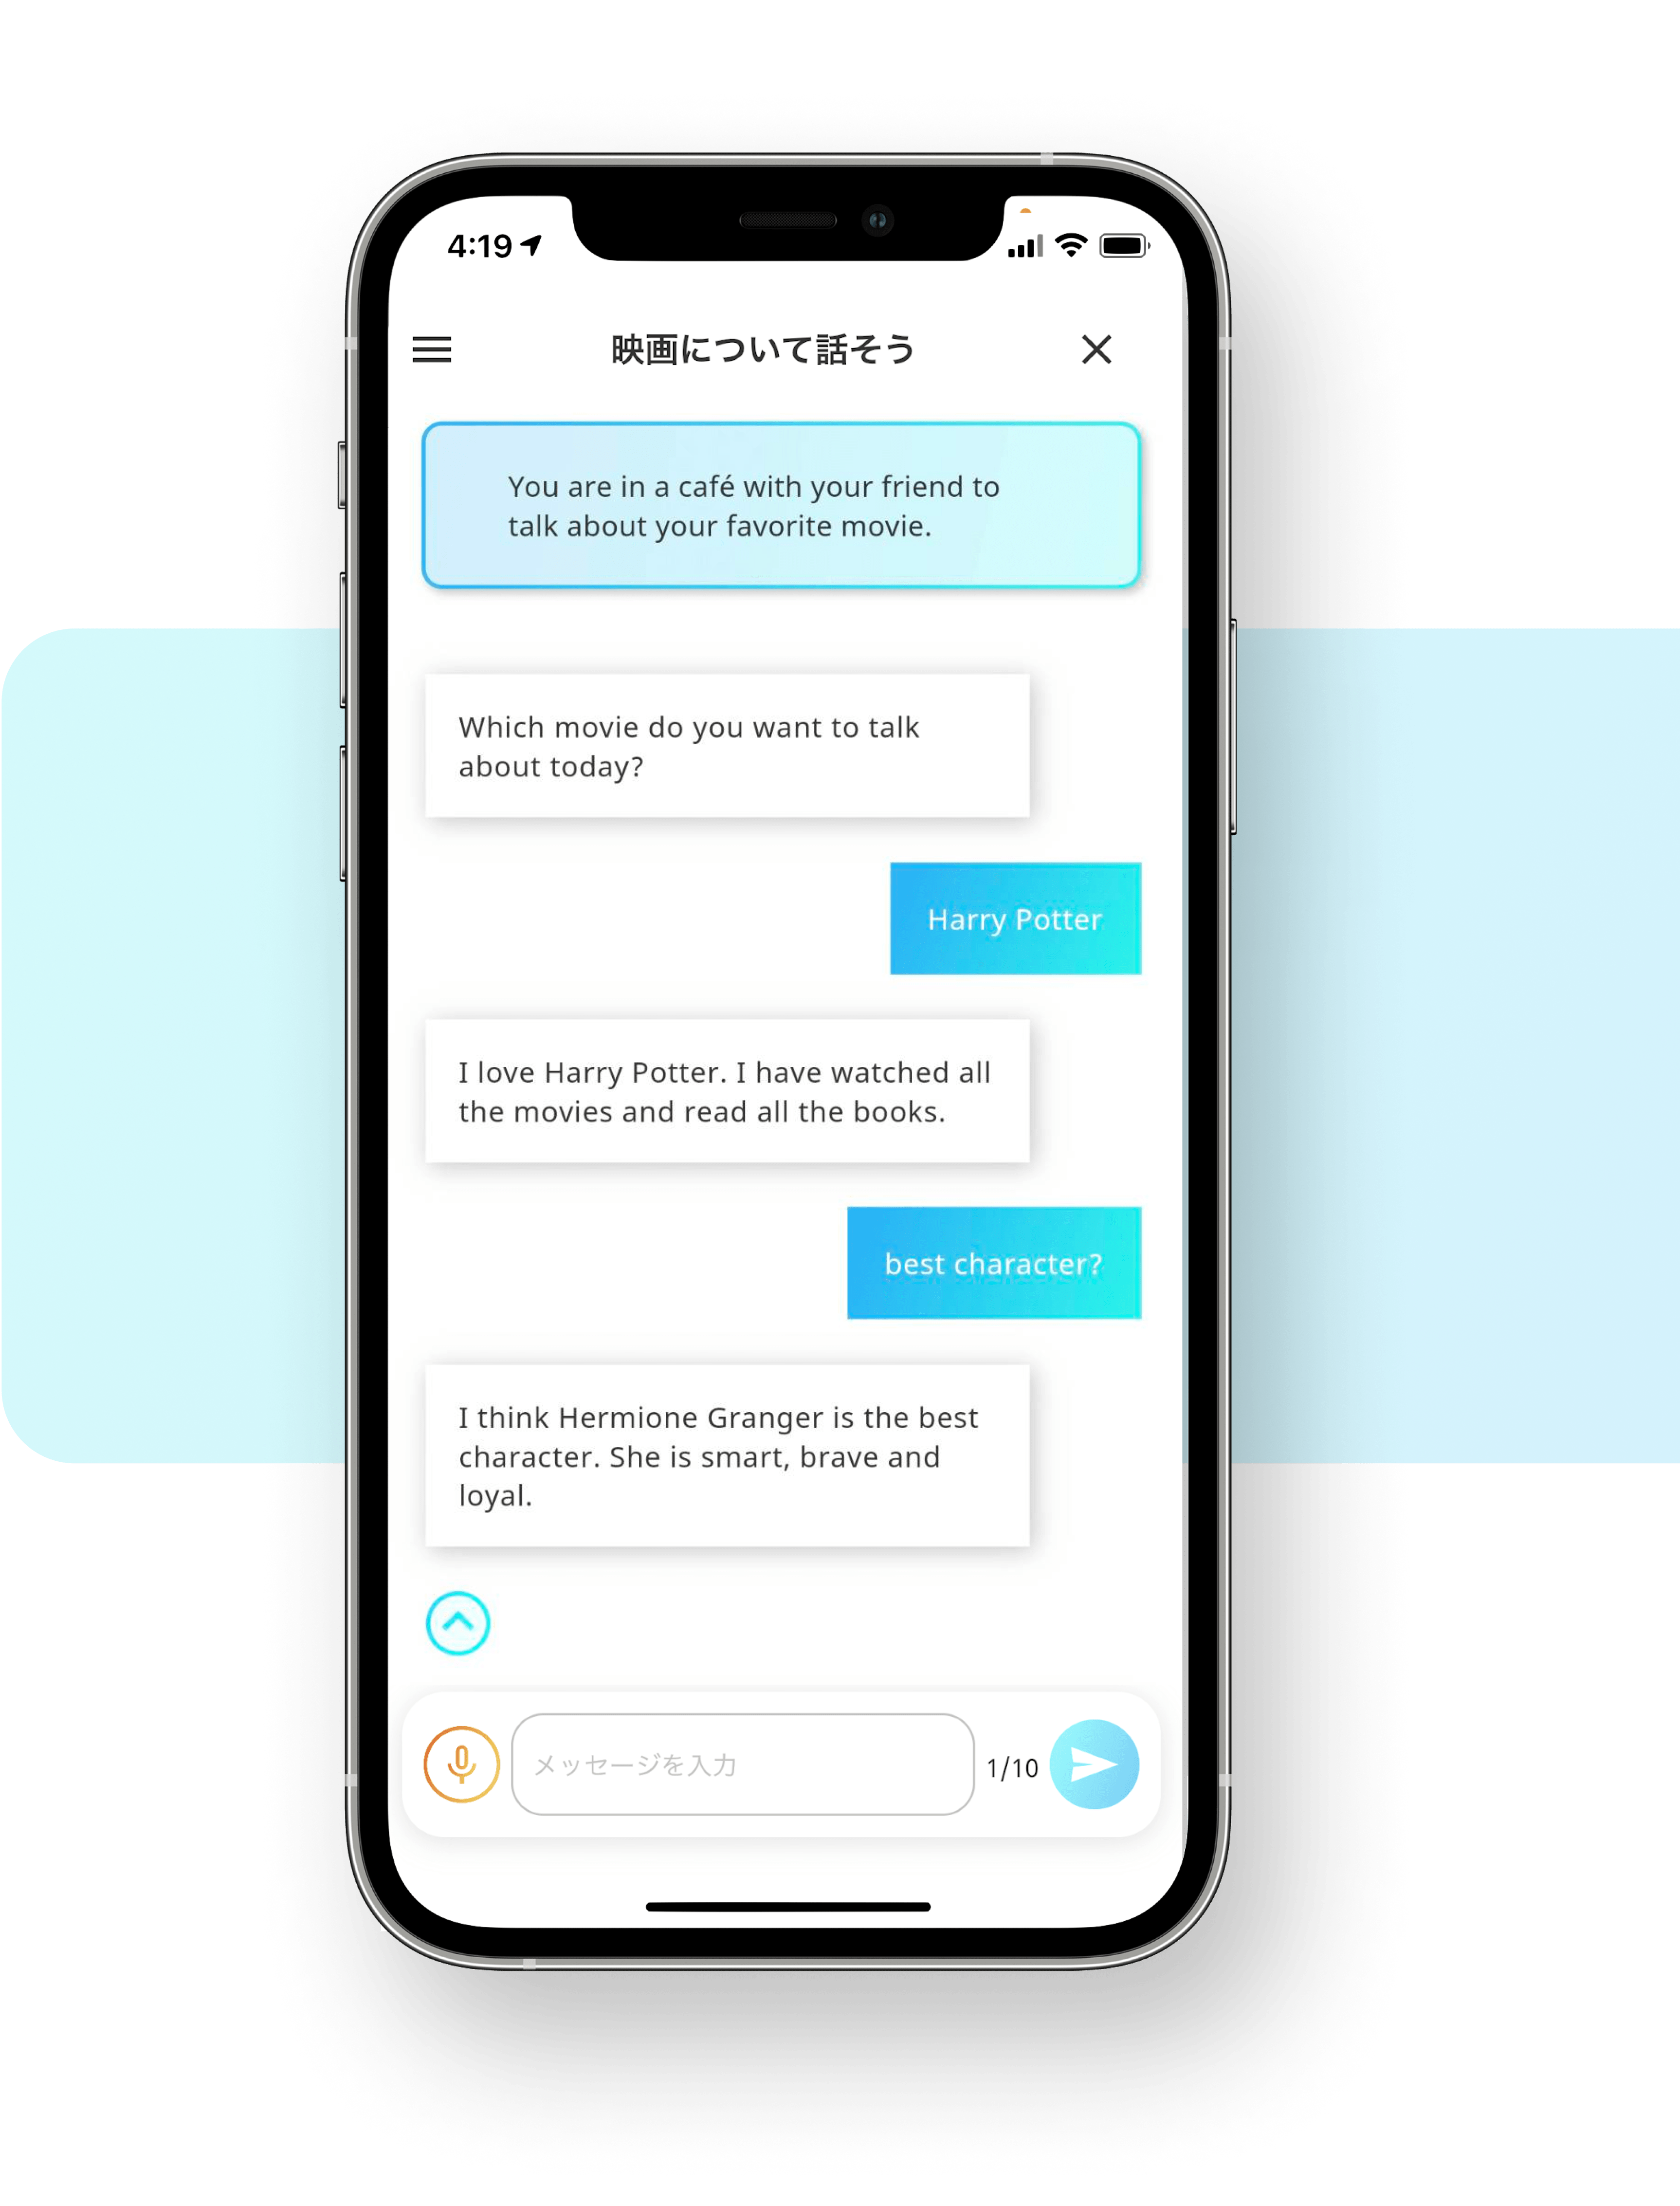 4:19
映画について話そう
You are in a café with your friend to
talk about your favorite movie.
Which movie do you want to talk
about today?
Harry Potter
I love Harry Potter. I have watched all
the movies and read all the books.
best character?
I think Hermione Granger is the best
character. She is smart, brave and
loyal.
メッセージを入力
1/10